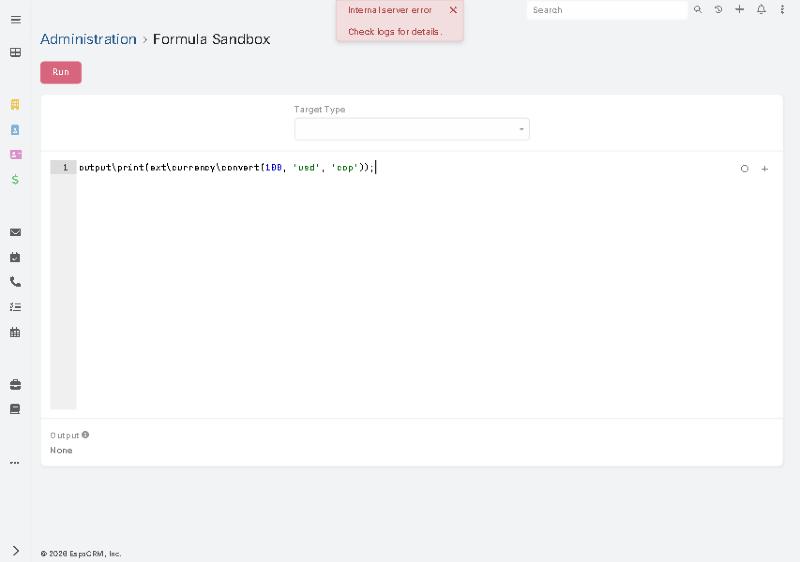 Internal server error
Check logs for details.
Search
Administration › Formula Sandbox
Run
Target Type
1 output\print(ext\currency\convert(100, 'usd', 'cop'));
Output
None
© 2026 EspoCRM, Inc.